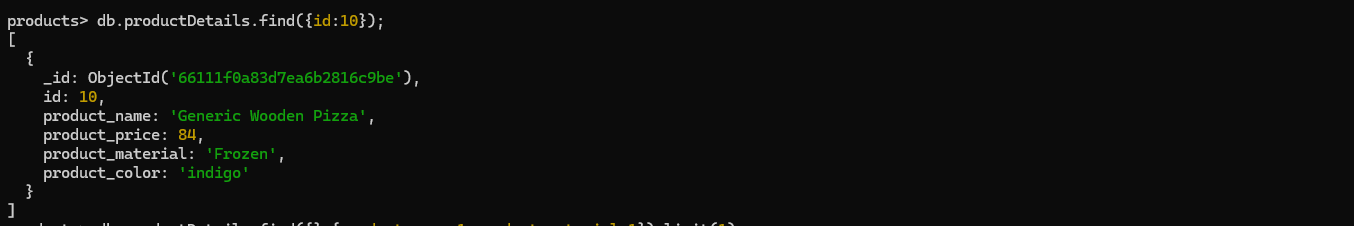 products> db.productDetails.find({id:10});
[
  {
    _id: ObjectId('66111f0a83d7ea6b2816c9be'),
    id: 10,
    product_name: 'Generic Wooden Pizza',
    product_price: 84,
    product_material: 'Frozen',
    product_color: 'indigo'
  }
]